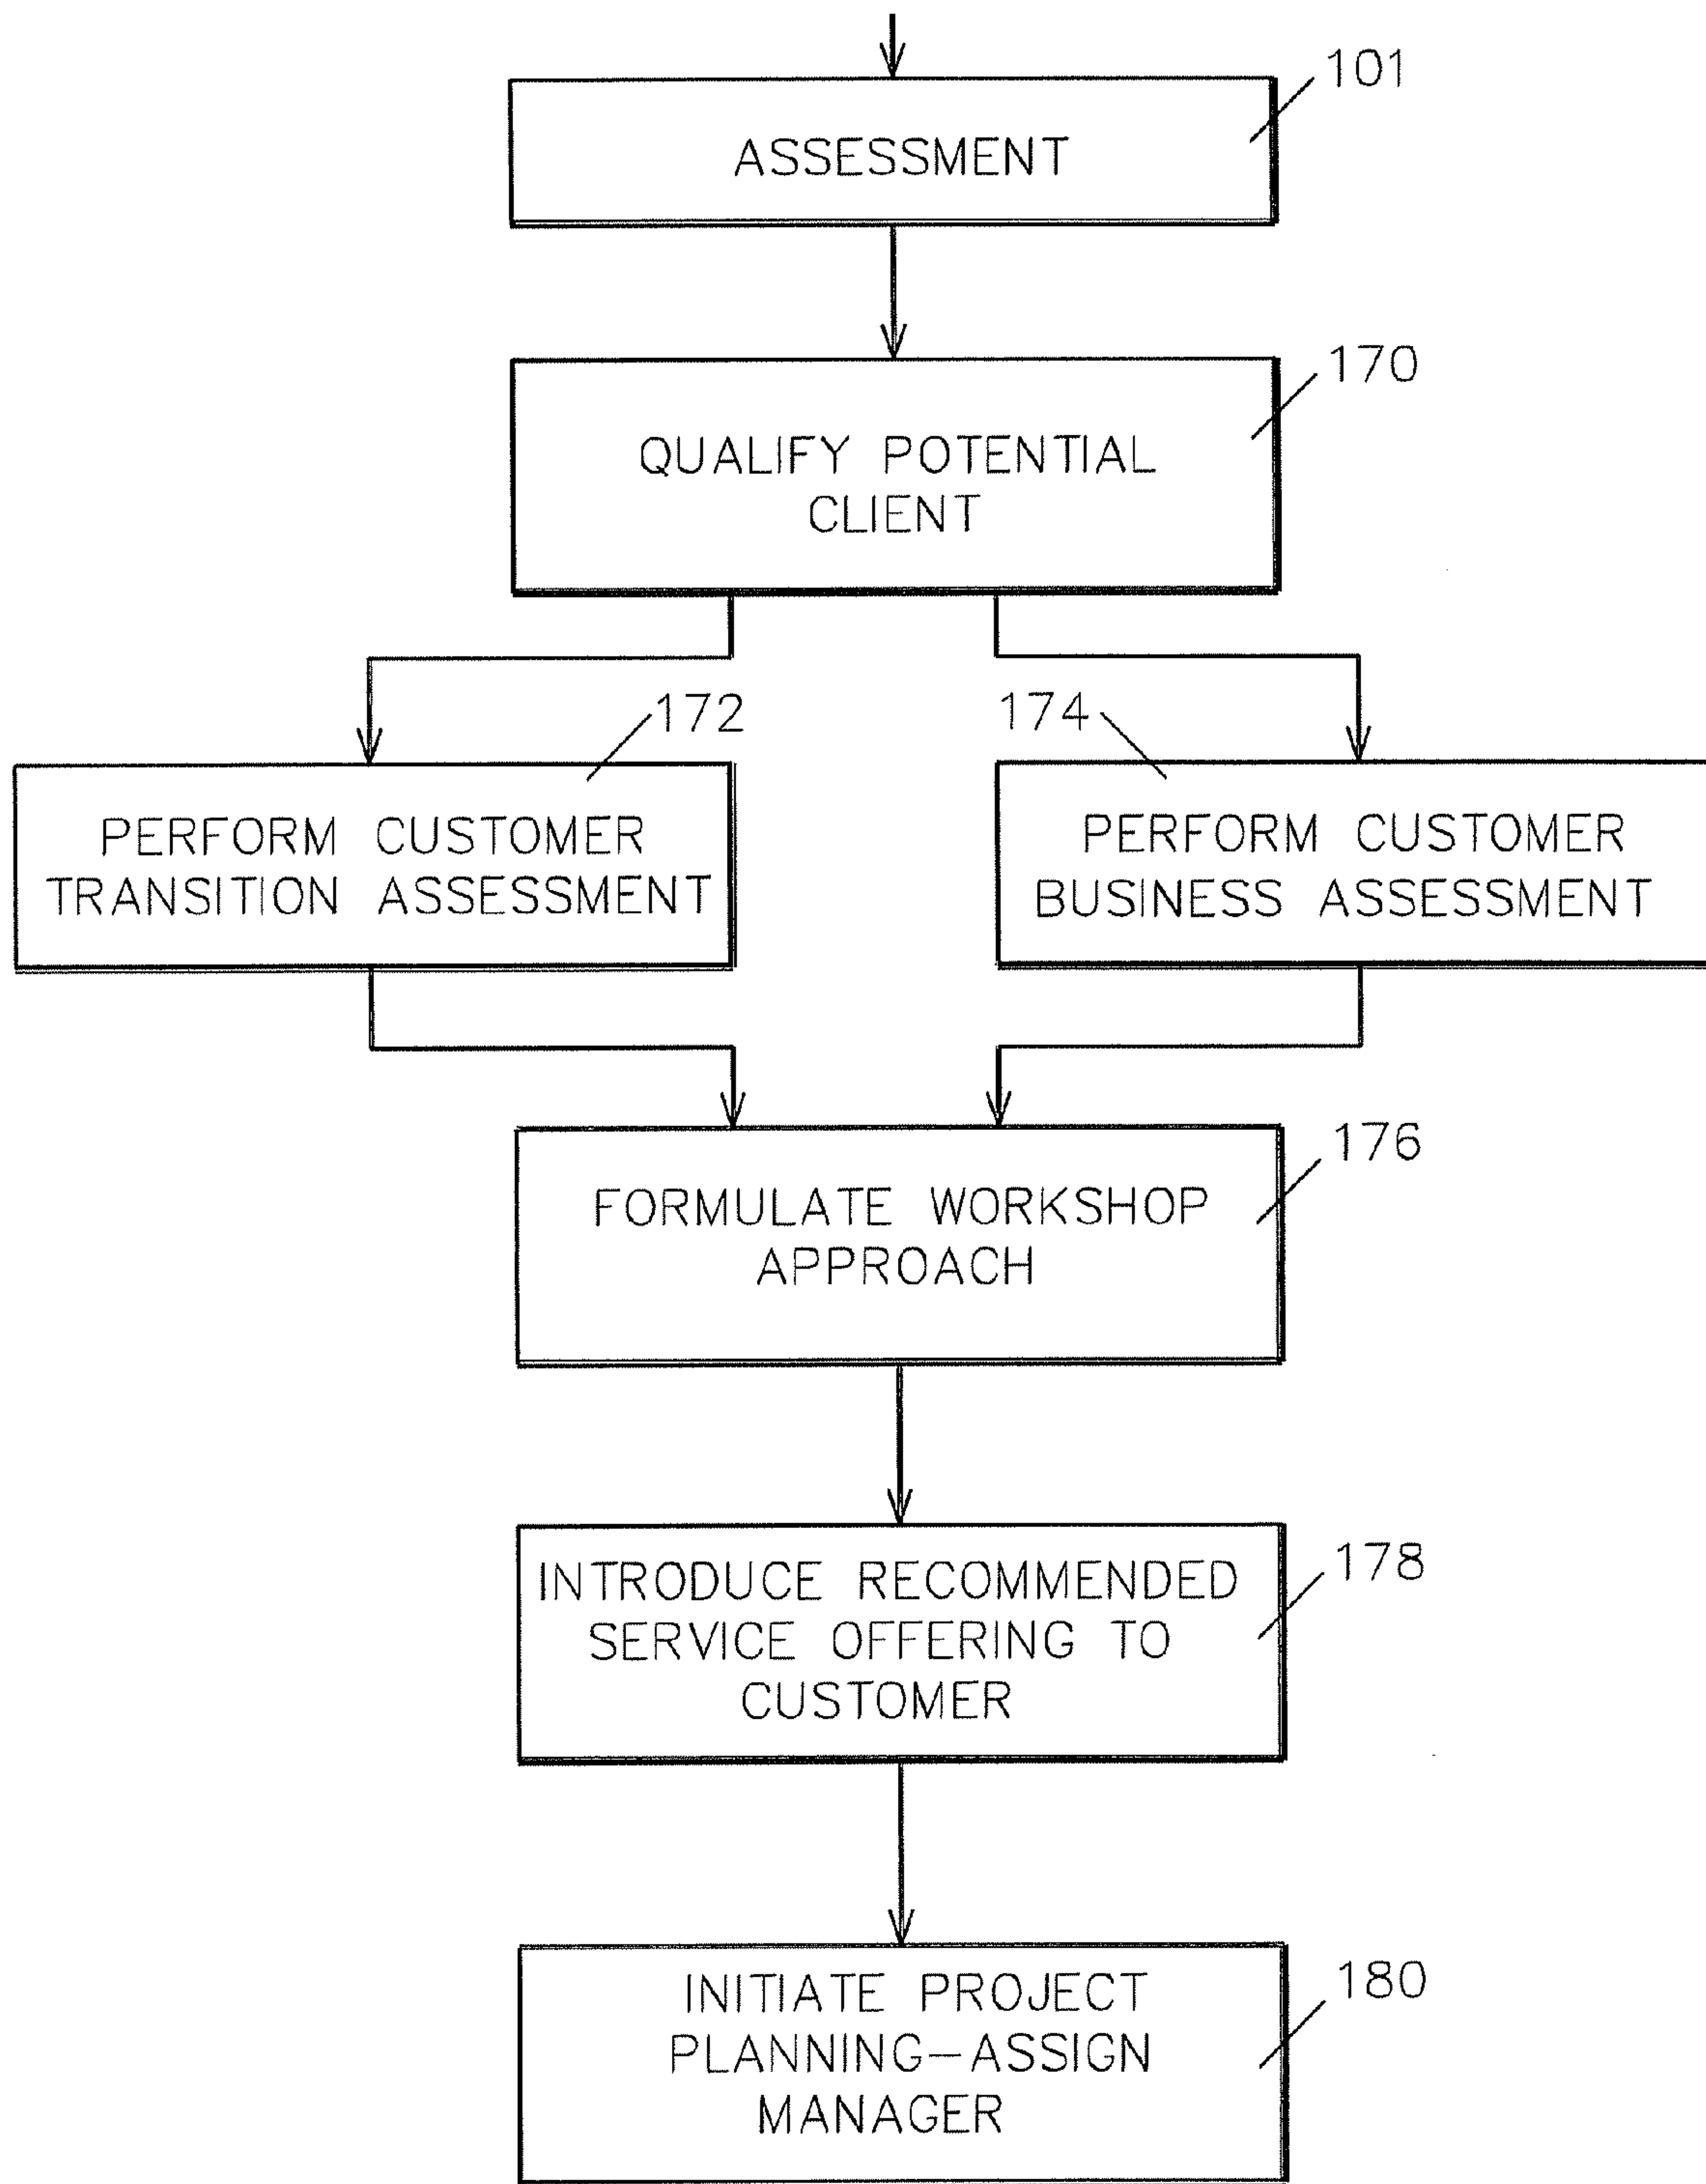 101
ASSESSMENT
170
QUALIFY POTENTIAL
CLIENT
172
174
PERFORM CUSTOMER
TRANSITION ASSESSMENT
PERFORM CUSTOMER
BUSINESS ASSESSMENT
176
FORMULATE WORKSHOP
APPROACH
178
INTRODUCE RECOMMENDED
SERVICE OFFERING TO
CUSTOMER
180
INITIATE PROJECT
PLANNING–ASSIGN
MANAGER